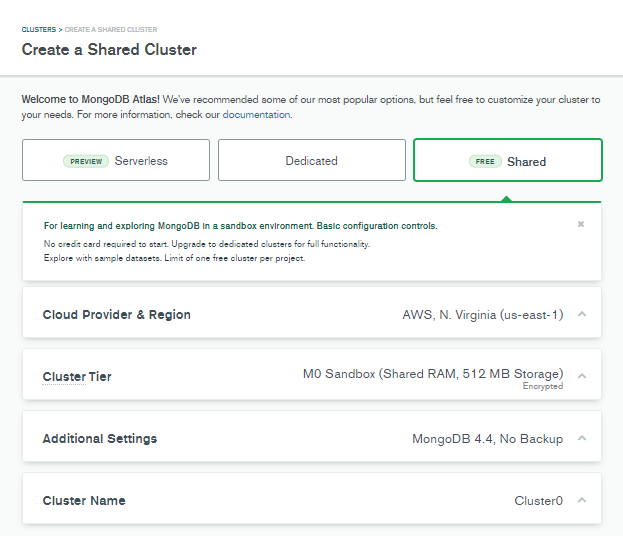 CLUSTERS > CREATE A SHARED CLUSTER
Create a Shared Cluster
Welcome to MongoDB Atlas! We've recommended some of our most popular options, but feel free to customize your cluster to
your needs. For more information, check our documentation.
PREVIEW Serverless
Dedicated
FREE Shared
For learning and exploring MongoDB in a sandbox environment. Basic configuration controls.
No credit card required to start. Upgrade to dedicated clusters for full functionality.
Explore with sample datasets. Limit of one free cluster per project.
Cloud Provider & Region
AWS, N. Virginia (us-east-1)
Cluster Tier
M0 Sandbox (Shared RAM, 512 MB Storage)
Encrypted
Additional Settings
MongoDB 4.4, No Backup
Cluster Name
Cluster0